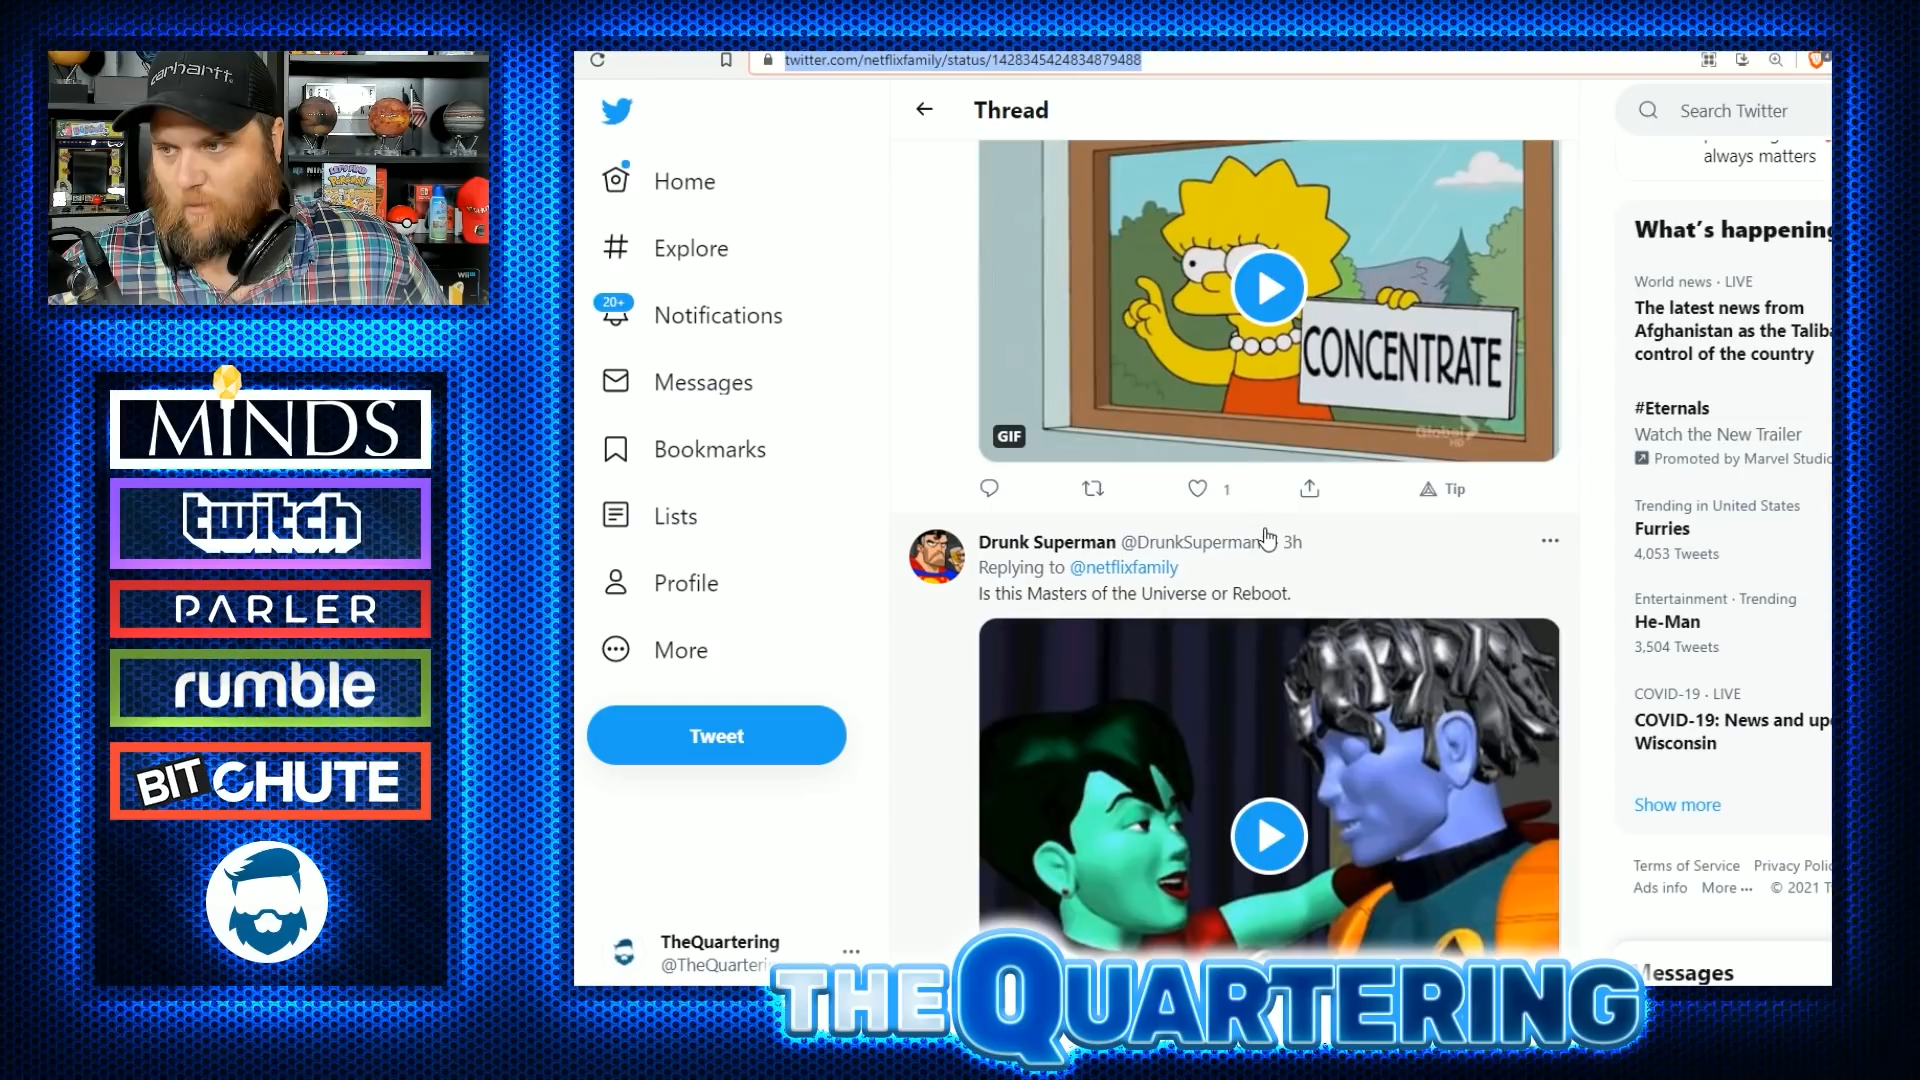 carhartt
MINDS
twitch
PARLER
rumble
BITCHUTE
twitter.com/netflixfamily/status/1428345424834879488
Home
Explore
20+
Notifications
Messages
Bookmarks
Lists
Profile
More
Tweet
TheQuartering
@TheQuarteri
Thread
CONCENTRATE
Global
HD
GIF
1
Tip
Drunk Superman @DrunkSuperman 3h
Replying to @netflixfamily
Is this Masters of the Universe or Reboot.
Search Twitter
always matters
What's happening
World news · LIVE
The latest news from
Afghanistan as the Taliba
control of the country
#Eternals
Watch the New Trailer
Promoted by Marvel Studio
Trending in United States
Furries
4,053 Tweets
Entertainment · Trending
He-Man
3,504 Tweets
COVID-19 · LIVE
COVID-19: News and up
Wisconsin
Show more
Terms of Service Privacy Polic
Ads info More ··· © 2021 T
Messages
THE QUARTERING